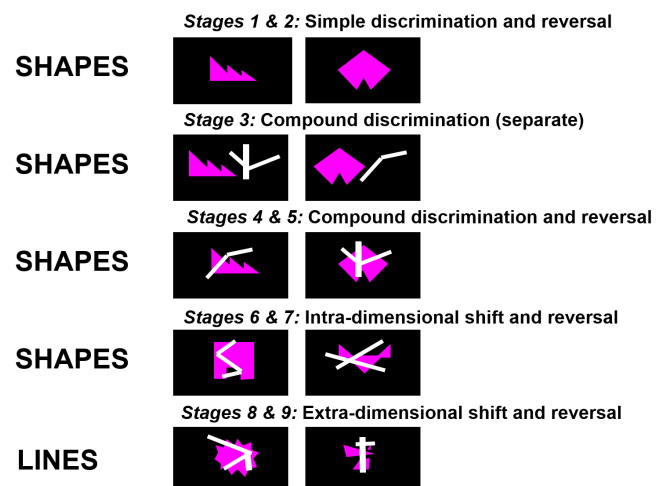 Stages 1 & 2: Simple discrimination and reversal
SHAPES
Stage 3: Compound discrimination (separate)
SHAPES
Stages 4 & 5: Compound discrimination and reversal
SHAPES
Stages 6 & 7: Intra-dimensional shift and reversal
SHAPES
Stages 8 & 9: Extra-dimensional shift and reversal
LINES